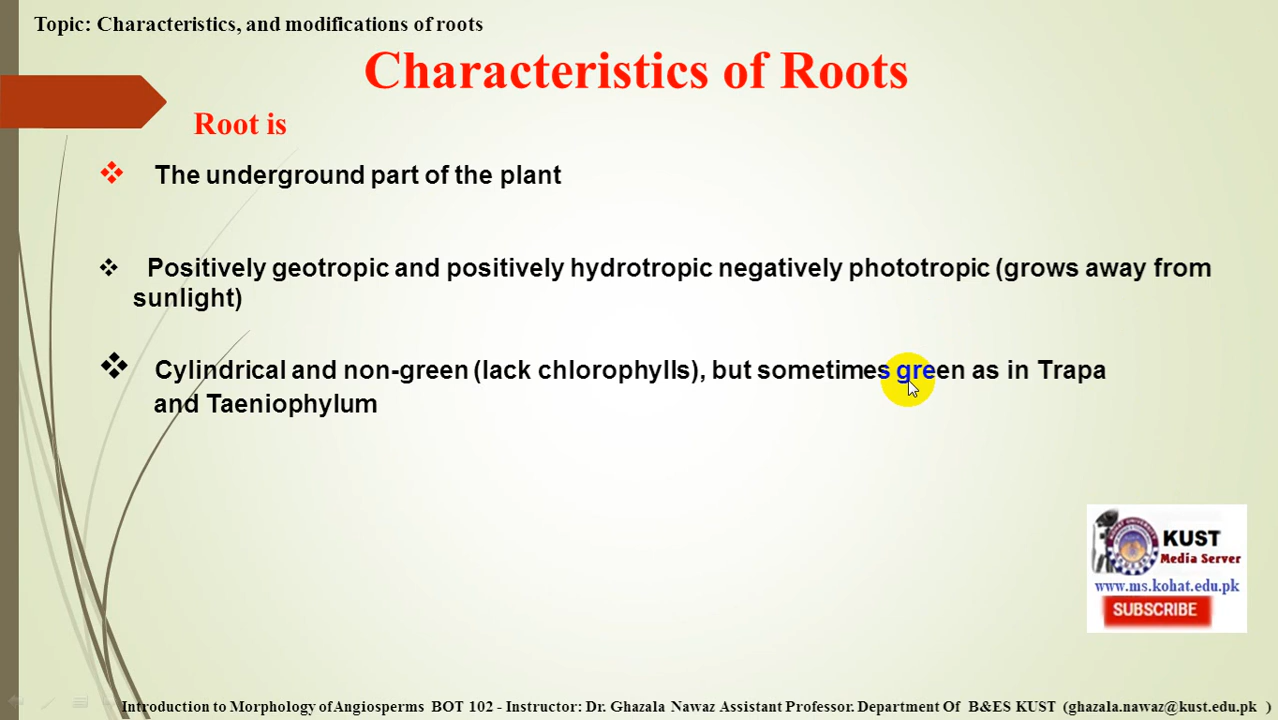 Topic: Characteristics, and modifications of roots
Characteristics of Roots
Root is
The underground part of the plant
Positively geotropic and positively hydrotropic negatively phototropic (grows away from
sunlight)
Cylindrical and non-green (lack chlorophylls), but sometimes green as in Trapa
and Taeniophylum
KUST
Media Server
www.ms.kohat.edu.pk
SUBSCRIBE
Introduction to Morphology of Angiosperms BOT 102 - Instructor: Dr. Ghazala Nawaz Assistant Professor. Department Of B&ES KUST (ghazala.nawaz@kust.edu.pk )